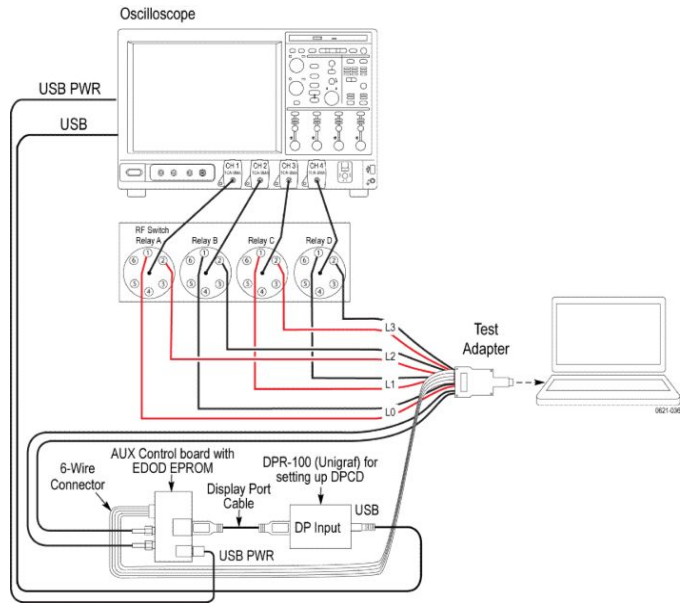 Oscilloscope
USB PWR
USB
CH 1
CH 2
CH 3
CH 4
RF Switch
Relay A
Relay B
Relay C
Relay D
1
2
3
4
5
6
1
2
3
4
5
6
1
2
3
4
5
6
1
2
3
4
5
6
L3
L2
L1
L0
Test
Adapter
0621-036
AUX Control board with
EDOD EPROM
6-Wire
Connector
Display Port
Cable
DPR-100 (Unigraf) for
setting up DPCD
DP Input
USB
USB PWR